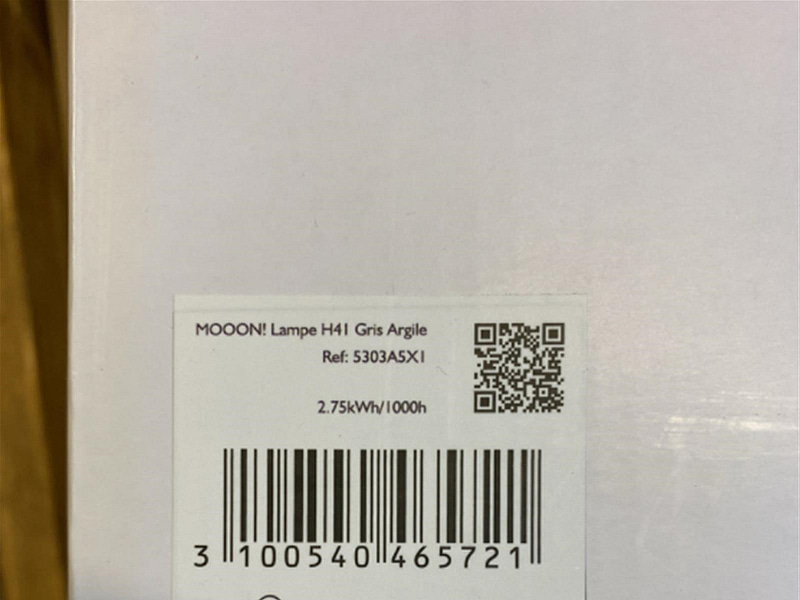 MOOON! Lampe H41 Gris Argile
Ref: 5303A5X1
2.75kWh/1000h
3 100540 465721